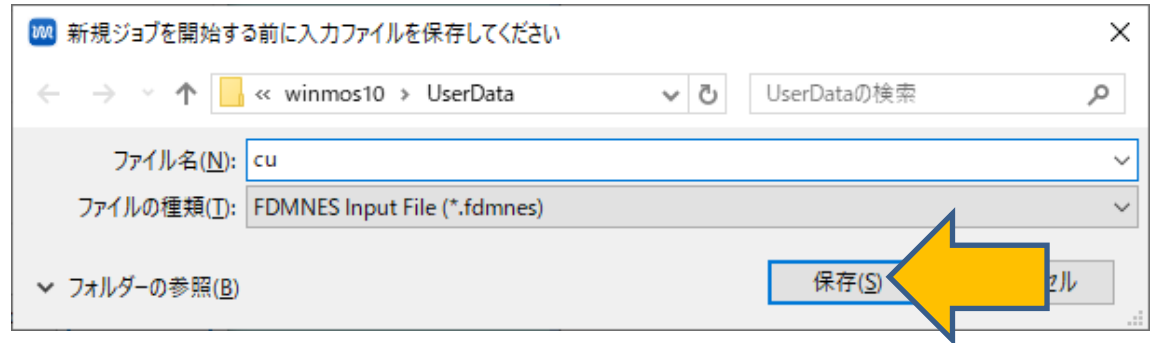 新規ジョブを開始する前に入力ファイルを保存してください
« winmos10 › UserData
UserDataの検索
ファイル名(N): cu
ファイルの種類(T): FDMNES Input File (*.fdmnes)
フォルダーの参照(B)
保存(S)
セル